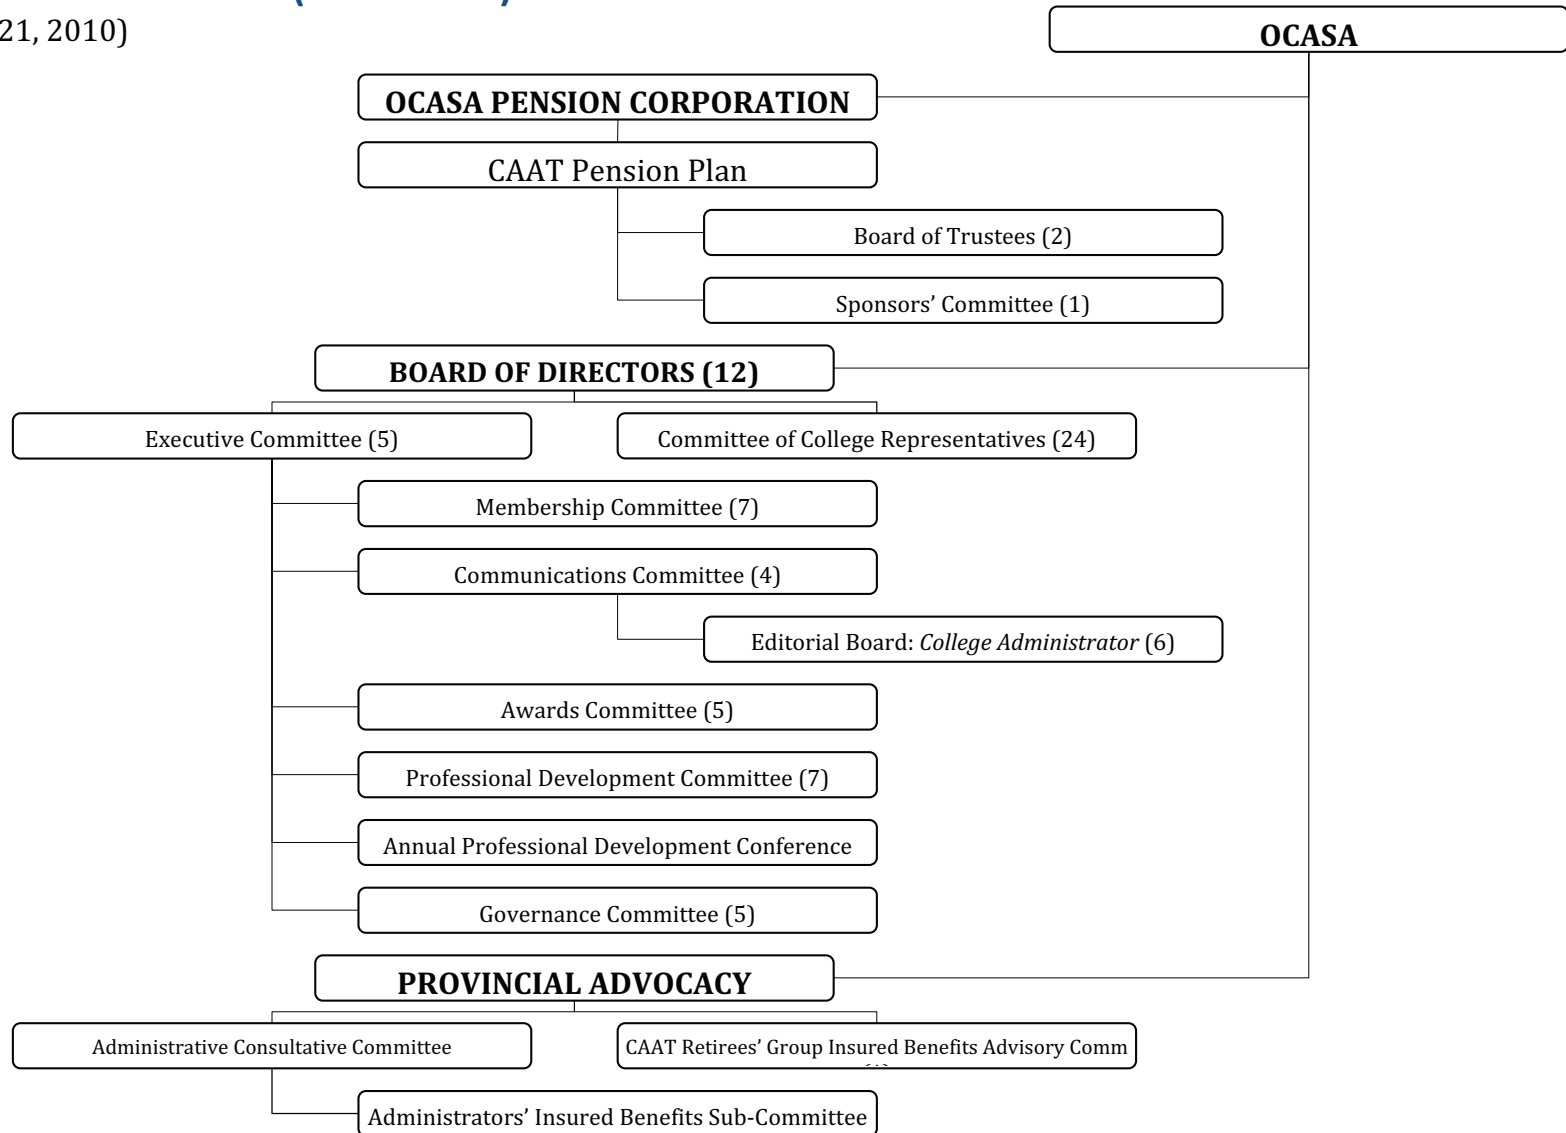 21, 2010)
OCASA
OCASA PENSION CORPORATION
CAAT Pension Plan
Board of Trustees (2)
Sponsors’ Committee (1)
BOARD OF DIRECTORS (12)
Executive Committee (5)
Committee of College Representatives (24)
Membership Committee (7)
Communications Committee (4)
Editorial Board: College Administrator (6)
Awards Committee (5)
Professional Development Committee (7)
Annual Professional Development Conference
Governance Committee (5)
PROVINCIAL ADVOCACY
Administrative Consultative Committee
CAAT Retirees’ Group Insured Benefits Advisory Comm
Administrators’ Insured Benefits Sub-Committee